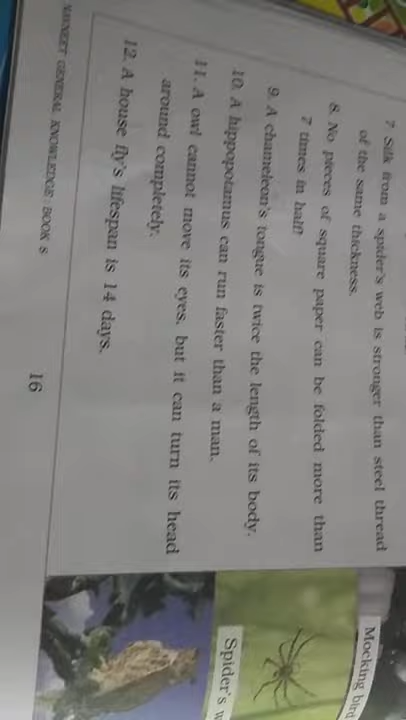 7. Silk from a spider's web is stronger than steel thread
of the same thickness.
8. No pieces of square paper can be folded more than
7 times in half!
9. A chameleon's tongue is twice the length of its body.
10. A hippopotamus can run faster than a man.
11. A owl cannot move its eyes, but it can turn its head
around completely.
12. A house fly's lifespan is 14 days.
NAVNEET GENERAL KNOWLEDGE : BOOK 8
16
Mocking bird
Spider's w